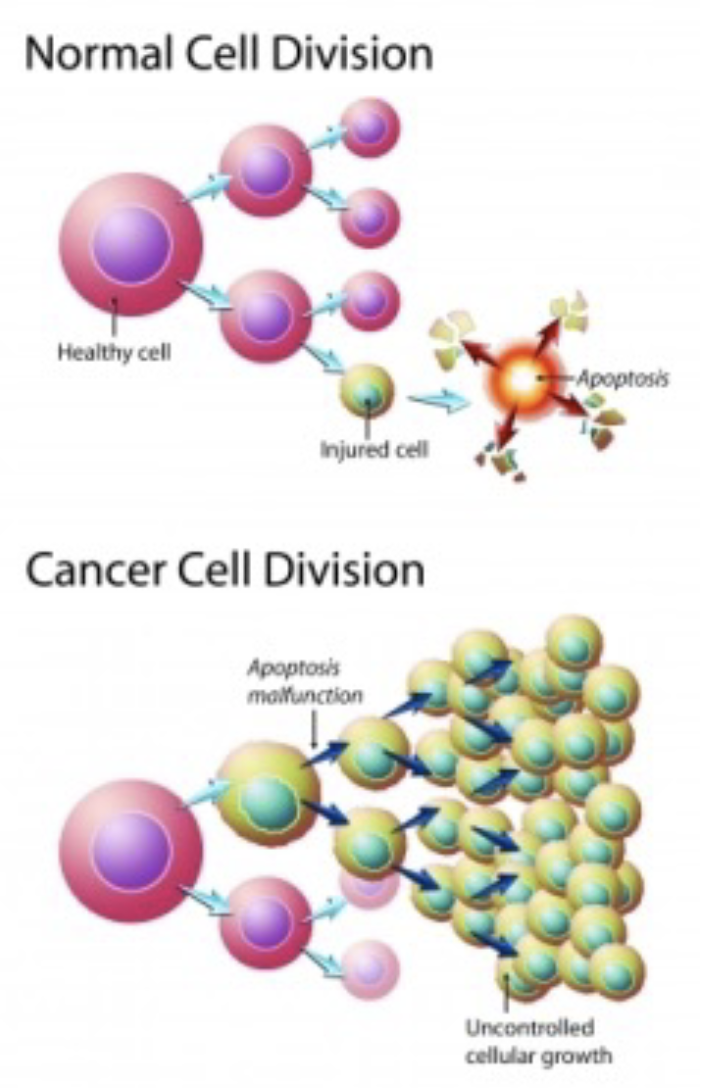 Normal Cell Division
Healthy cell
Apoptosis
Injured cell
Cancer Cell Division
Apoptosis
malfunction
Uncontrolled
cellular growth